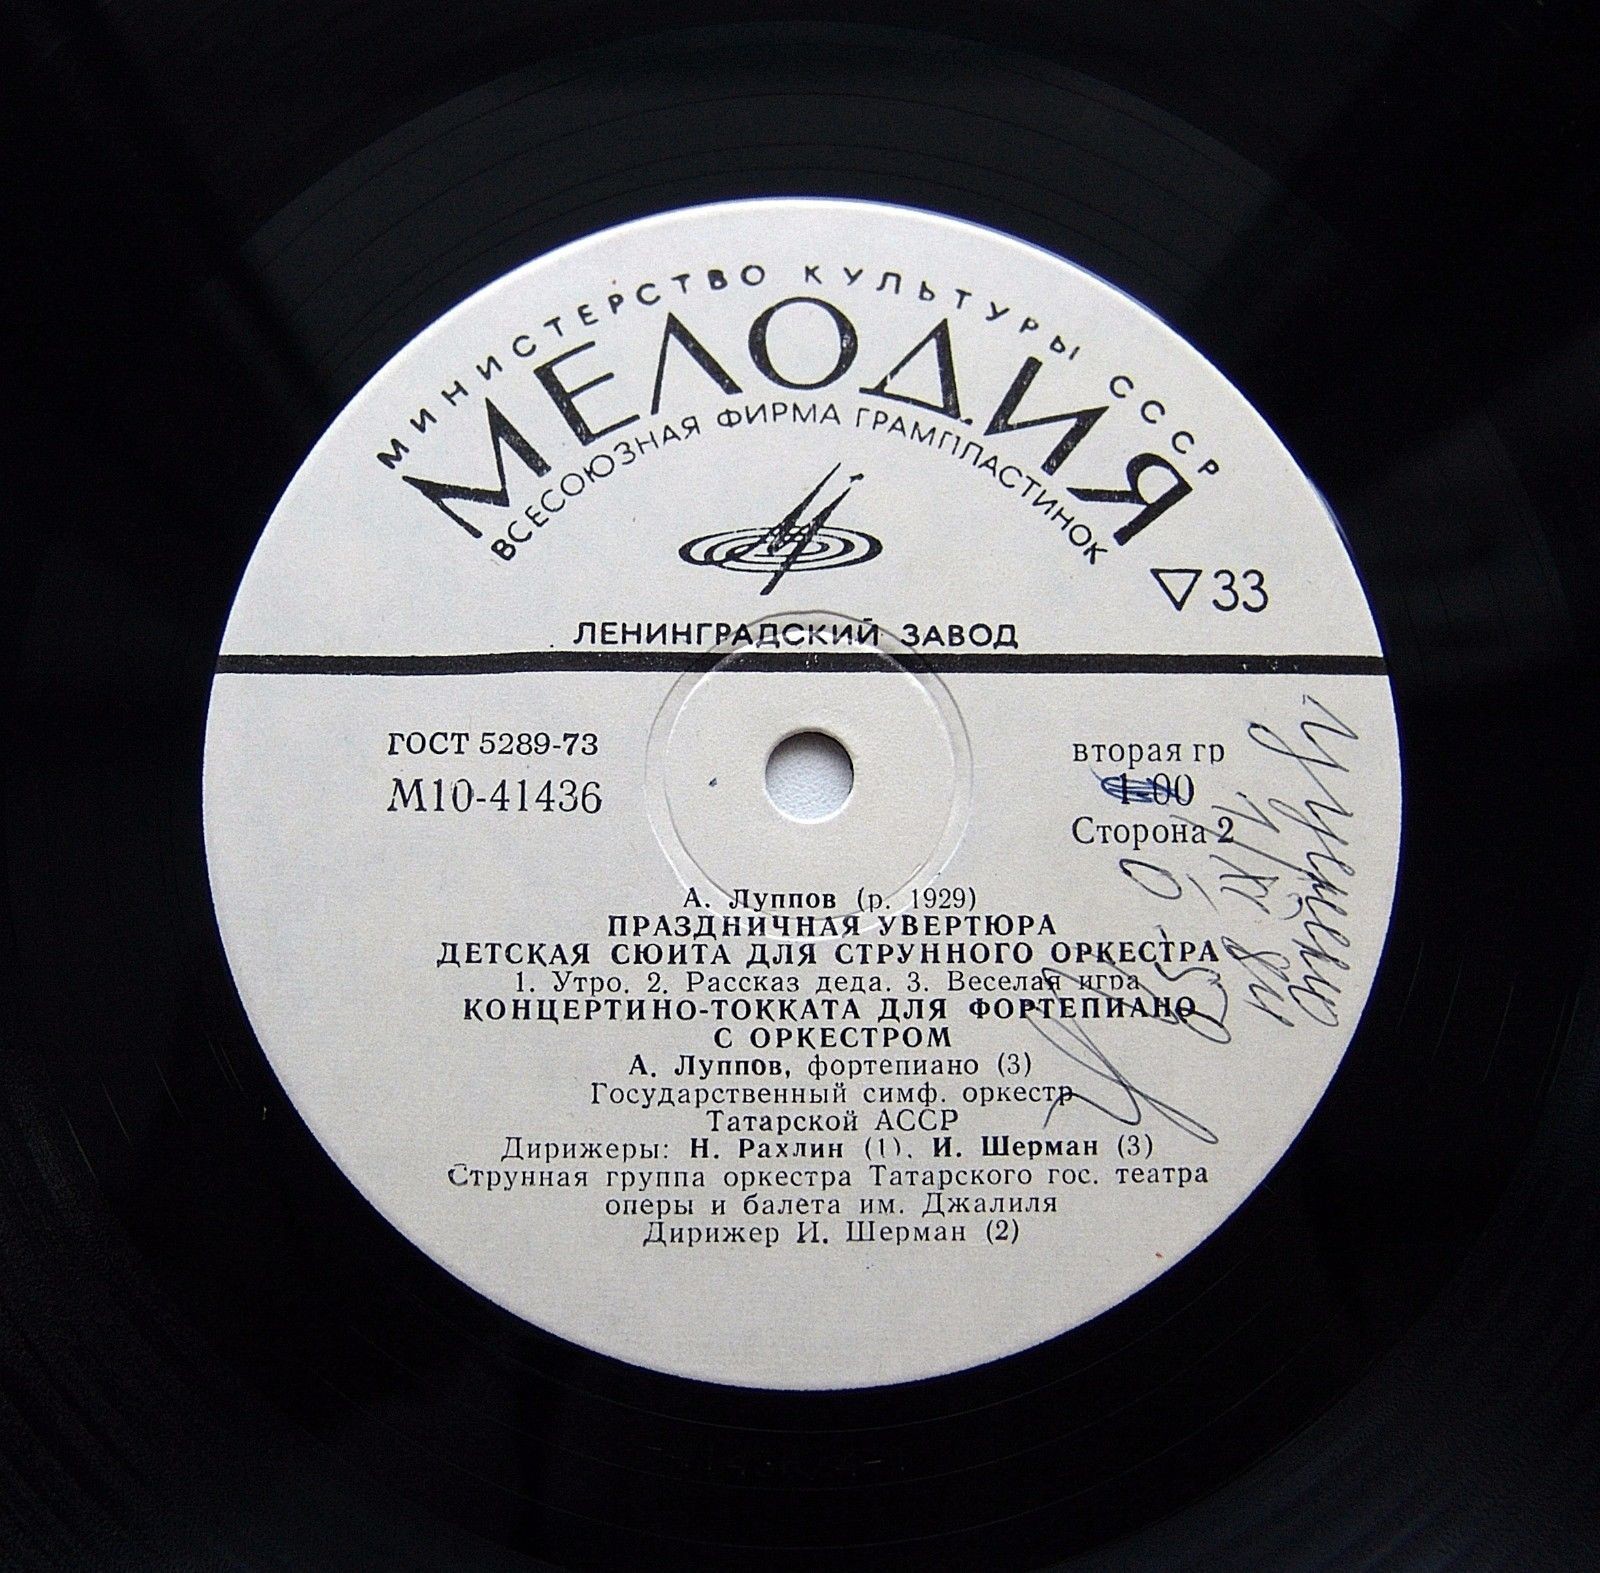 МИНИСТЕРСТВО КУЛЬТУРЫ СССР
МЕЛОДИЯ
ВСЕСОЮЗНАЯ ФИРМА ГРАМПЛАСТИНОК
▽33
ЛЕНИНГРАДСКИЙ ЗАВОД
ГОСТ 5289-73
М10-41436
вторая гр
1-00
Сторона 2
А. Луппов (р. 1929)
ПРАЗДНИЧНАЯ УВЕРТЮРА
ДЕТСКАЯ СЮИТА ДЛЯ СТРУННОГО ОРКЕСТРА
1. Утро. 2. Рассказ деда. 3. Веселая игра
КОНЦЕРТИНО-ТОККАТА ДЛЯ ФОРТЕПИАНО
С ОРКЕСТРОМ
А. Луппов, фортепиано (3)
Государственный симф. оркестр
Татарской АССР
Дирижеры: Н. Рахлин (1), И. Шерман (3)
Струнная группа оркестра Татарского гос. театра
оперы и балета им. Джалиля
Дирижер И. Шерман (2)